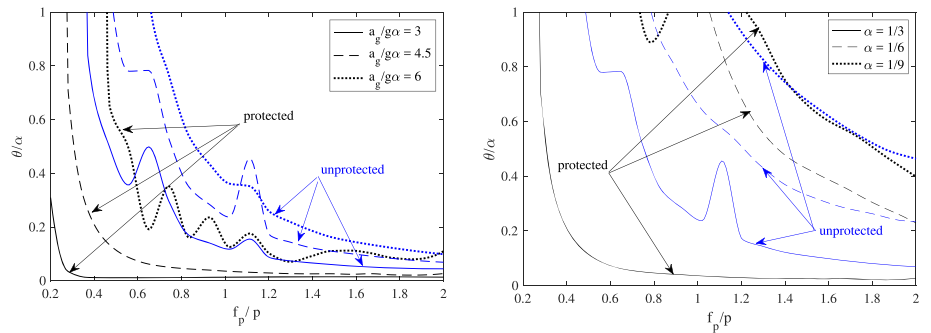 1
0.8
0.6
0.4
0.2
0
θ/α
0.2 0.4 0.6 0.8 1 1.2 1.4 1.6 1.8 2
f_p/p
a_g/gα = 3
a_g/gα = 4.5
a_g/gα = 6
protected
unprotected
1
0.8
0.6
0.4
0.2
0
θ/α
0.2 0.4 0.6 0.8 1 1.2 1.4 1.6 1.8 2
f_p/p
α = 1/3
α = 1/6
α = 1/9
protected
unprotected